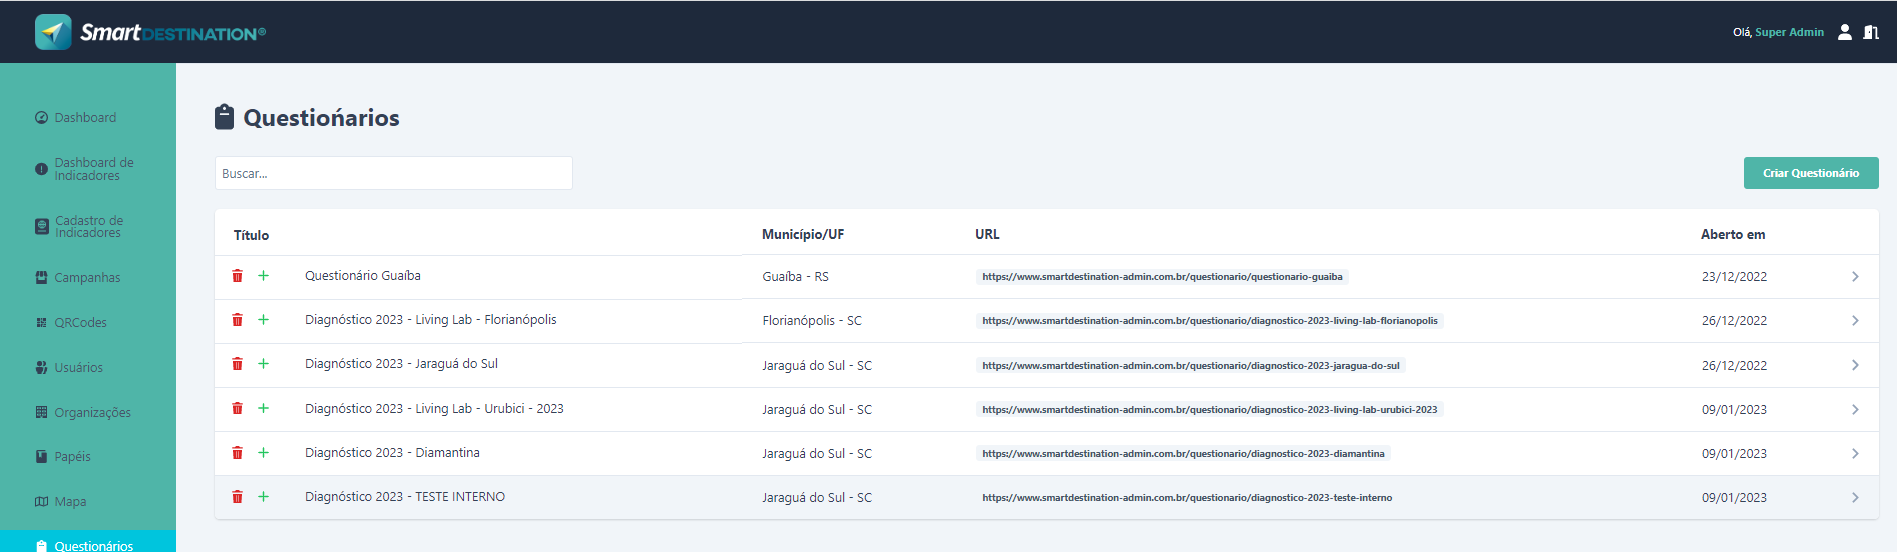 SmartDESTINATION®
Olá, Super Admin
Dashboard
Dashboard de
Indicadores
Cadastro de
Indicadores
Campanhas
QRCodes
Usuários
Organizações
Papéis
Mapa
Questionários
Questiońarios
Buscar...
Criar Questionário
Título Município/UF URL Aberto em
Questionário Guaíba Guaíba - RS https://www.smartdestination-admin.com.br/questionario/questionario-guaiba 23/12/2022
Diagnóstico 2023 - Living Lab - Florianópolis Florianópolis - SC https://www.smartdestination-admin.com.br/questionario/diagnostico-2023-living-lab-florianopolis 26/12/2022
Diagnóstico 2023 - Jaraguá do Sul Jaraguá do Sul - SC https://www.smartdestination-admin.com.br/questionario/diagnostico-2023-jaragua-do-sul 26/12/2022
Diagnóstico 2023 - Living Lab - Urubici - 2023 Jaraguá do Sul - SC https://www.smartdestination-admin.com.br/questionario/diagnostico-2023-living-lab-urubici-2023 09/01/2023
Diagnóstico 2023 - Diamantina Jaraguá do Sul - SC https://www.smartdestination-admin.com.br/questionario/diagnostico-2023-diamantina 09/01/2023
Diagnóstico 2023 - TESTE INTERNO Jaraguá do Sul - SC https://www.smartdestination-admin.com.br/questionario/diagnostico-2023-teste-interno 09/01/2023